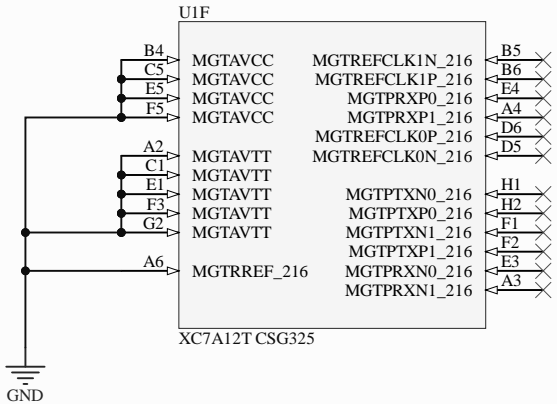 U1F
B4 MGTAVCC MGTREFCLK1N_216 B5
C5 MGTAVCC MGTREFCLK1P_216 B6
E5 MGTAVCC MGTPRXP0_216 E4
F5 MGTAVCC MGTPRXP1_216 A4
MGTREFCLK0P_216 D6
A2 MGTAVTT MGTREFCLK0N_216 D5
C1 MGTAVTT
E1 MGTAVTT MGTPTXN0_216 H1
F3 MGTAVTT MGTPTXP0_216 H2
G2 MGTAVTT MGTPTXN1_216 F1
MGTPTXP1_216 F2
A6 MGTRREF_216 MGTPRXN0_216 E3
MGTPRXN1_216 A3
XC7A12T CSG325
GND